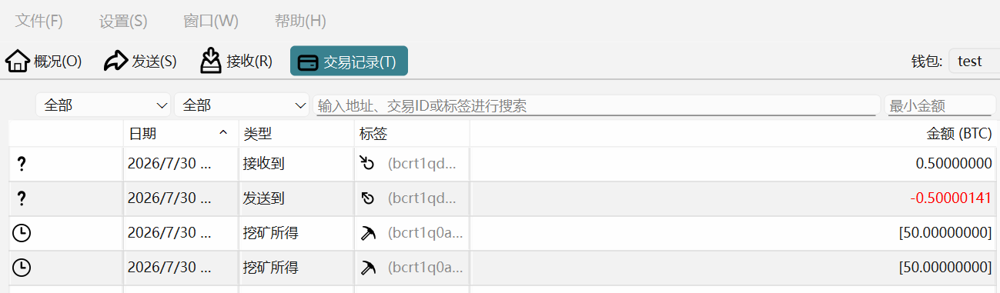 文件(F) 设置(S) 窗口(W) 帮助(H)
概况(O) 发送(S) 接收(R) 交易记录(T) 钱包: test
全部 全部 输入地址、交易ID或标签进行搜索 最小金额
日期 类型 标签 金额 (BTC)
? 2026/7/30 ... 接收到 (bcrt1qd... 0.50000000
? 2026/7/30 ... 发送到 (bcrt1qd... -0.50000141
2026/7/30 ... 挖矿所得 (bcrt1q0a... [50.00000000]
2026/7/30 ... 挖矿所得 (bcrt1q0a... [50.00000000]